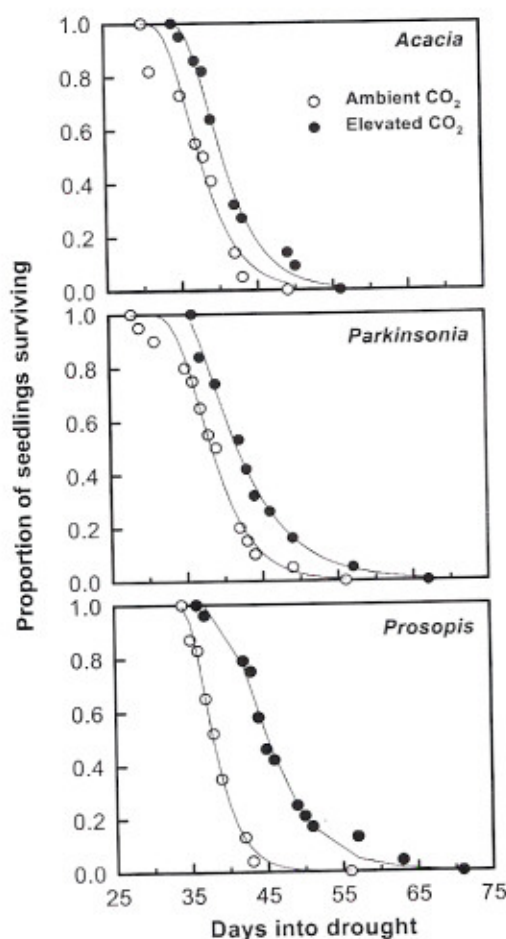 Proportion of seedlings surviving
1.0
0.8
0.6
0.4
0.2
0.0
Acacia
Ambient CO₂
Elevated CO₂
1.0
0.8
0.6
0.4
0.2
0.0
Parkinsonia
1.0
0.8
0.6
0.4
0.2
0.0
Prosopis
25 35 45 55 65 75
Days into drought